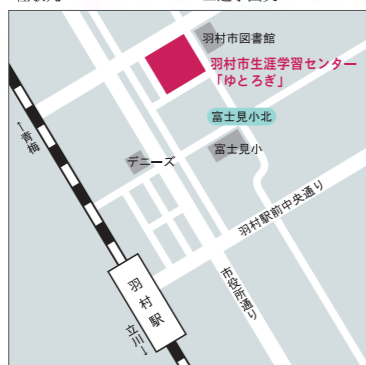 羽村市図書館
羽村市生涯学習センター
「ゆとろぎ」
富士見小北
←青梅
デニーズ
富士見小
羽村駅前中央通り
羽村駅
市役所通り
立川→